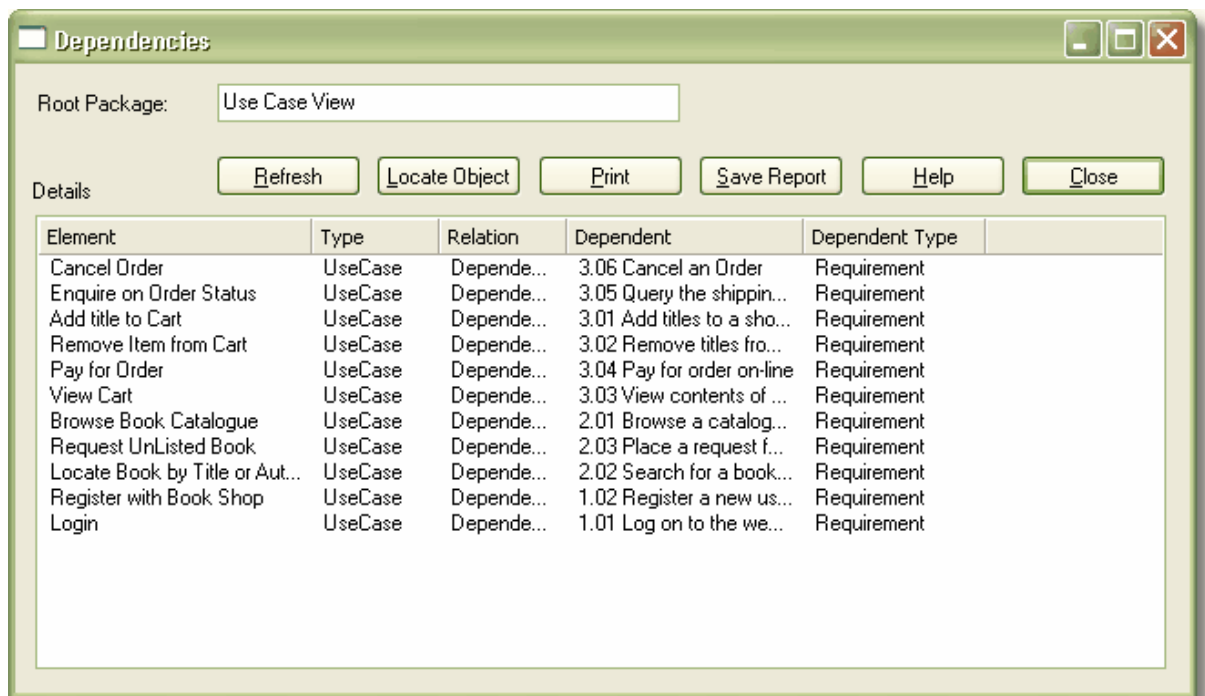 Dependencies
Root Package: Use Case View
Refresh Locate Object Print Save Report Help Close
Details
Element Type Relation Dependent Dependent Type
Cancel Order UseCase Depende... 3.06 Cancel an Order Requirement
Enquire on Order Status UseCase Depende... 3.05 Query the shippin... Requirement
Add title to Cart UseCase Depende... 3.01 Add titles to a sho... Requirement
Remove Item from Cart UseCase Depende... 3.02 Remove titles fro... Requirement
Pay for Order UseCase Depende... 3.04 Pay for order on-line Requirement
View Cart UseCase Depende... 3.03 View contents of ... Requirement
Browse Book Catalogue UseCase Depende... 2.01 Browse a catalog... Requirement
Request UnListed Book UseCase Depende... 2.03 Place a request f... Requirement
Locate Book by Title or Aut... UseCase Depende... 2.02 Search for a book... Requirement
Register with Book Shop UseCase Depende... 1.02 Register a new us... Requirement
Login UseCase Depende... 1.01 Log on to the we... Requirement